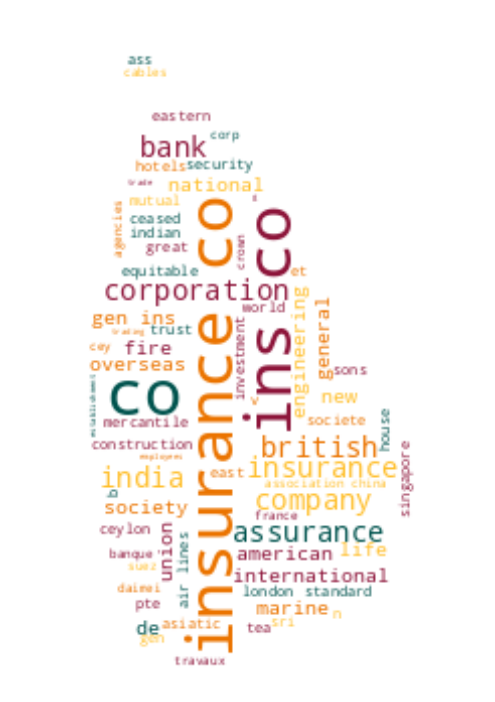 ass
cables
eastern
corp
bank
hotels security
trade
national
mutual
agencies
ceased
indian
great
crown
equitable
et
corporation
world
gen ins
trading trust
cey fire
overseas
insurance co
ins co
investment
engineering
general
sons
co
establishment
new
mercantile
societe
house
construction
british
employees
india
east insurance
association china
singapore
b
company
society
france
ceylon
assurance
union
air lines
banque
american life
suez
international
daimei
london standard
pte
marine n
de asiatic
tea sri
gen
travaux